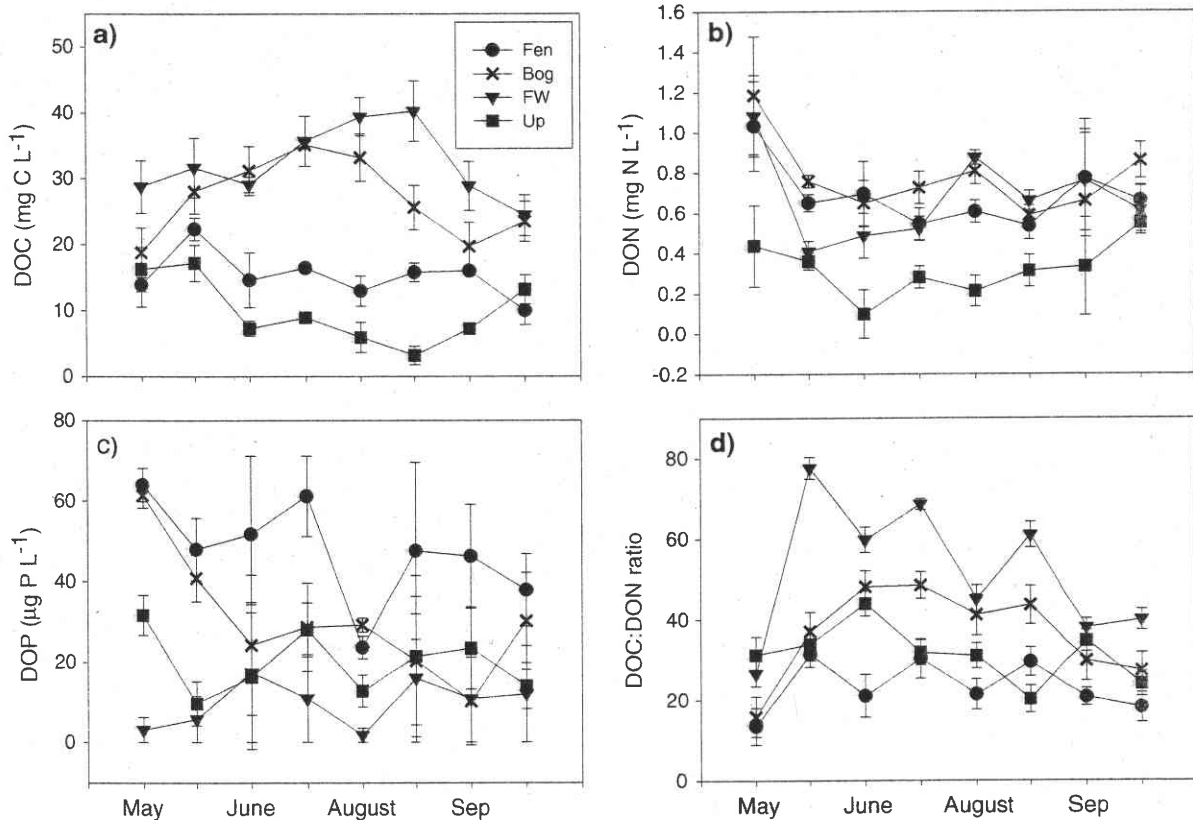 a)
DOC (mg C L-1)
50
40
30
20
10
0
Fen
Bog
FW
Up
b)
DON (mg N L-1)
1.6
1.4
1.2
1.0
0.8
0.6
0.4
0.2
0.0
-0.2
c)
DOP (µg P L-1)
80
60
40
20
0
May June August Sep
d)
DOC:DON ratio
80
60
40
20
0
May June August Sep